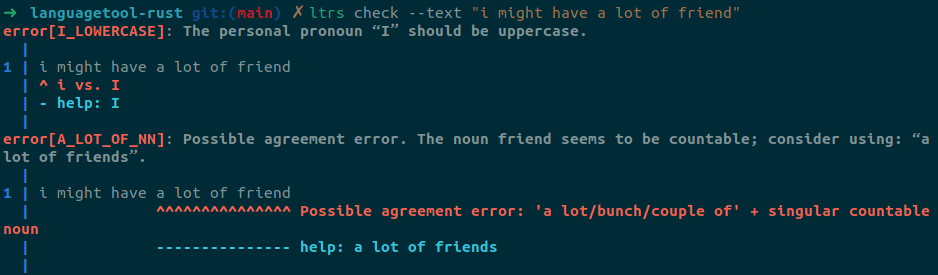 ➜ languagetool-rust git:(main) ✗ ltrs check --text "i might have a lot of friend"
error[I_LOWERCASE]: The personal pronoun “I” should be uppercase.
  |
1 | i might have a lot of friend
  | ^ i vs. I
  | - help: I
  |
error[A_LOT_OF_NN]: Possible agreement error. The noun friend seems to be countable; consider using: “a
lot of friends”.
  |
1 | i might have a lot of friend
  |              ^^^^^^^^^^^^^^^ Possible agreement error: 'a lot/bunch/couple of' + singular countable
noun
  |              --------------- help: a lot of friends
  |